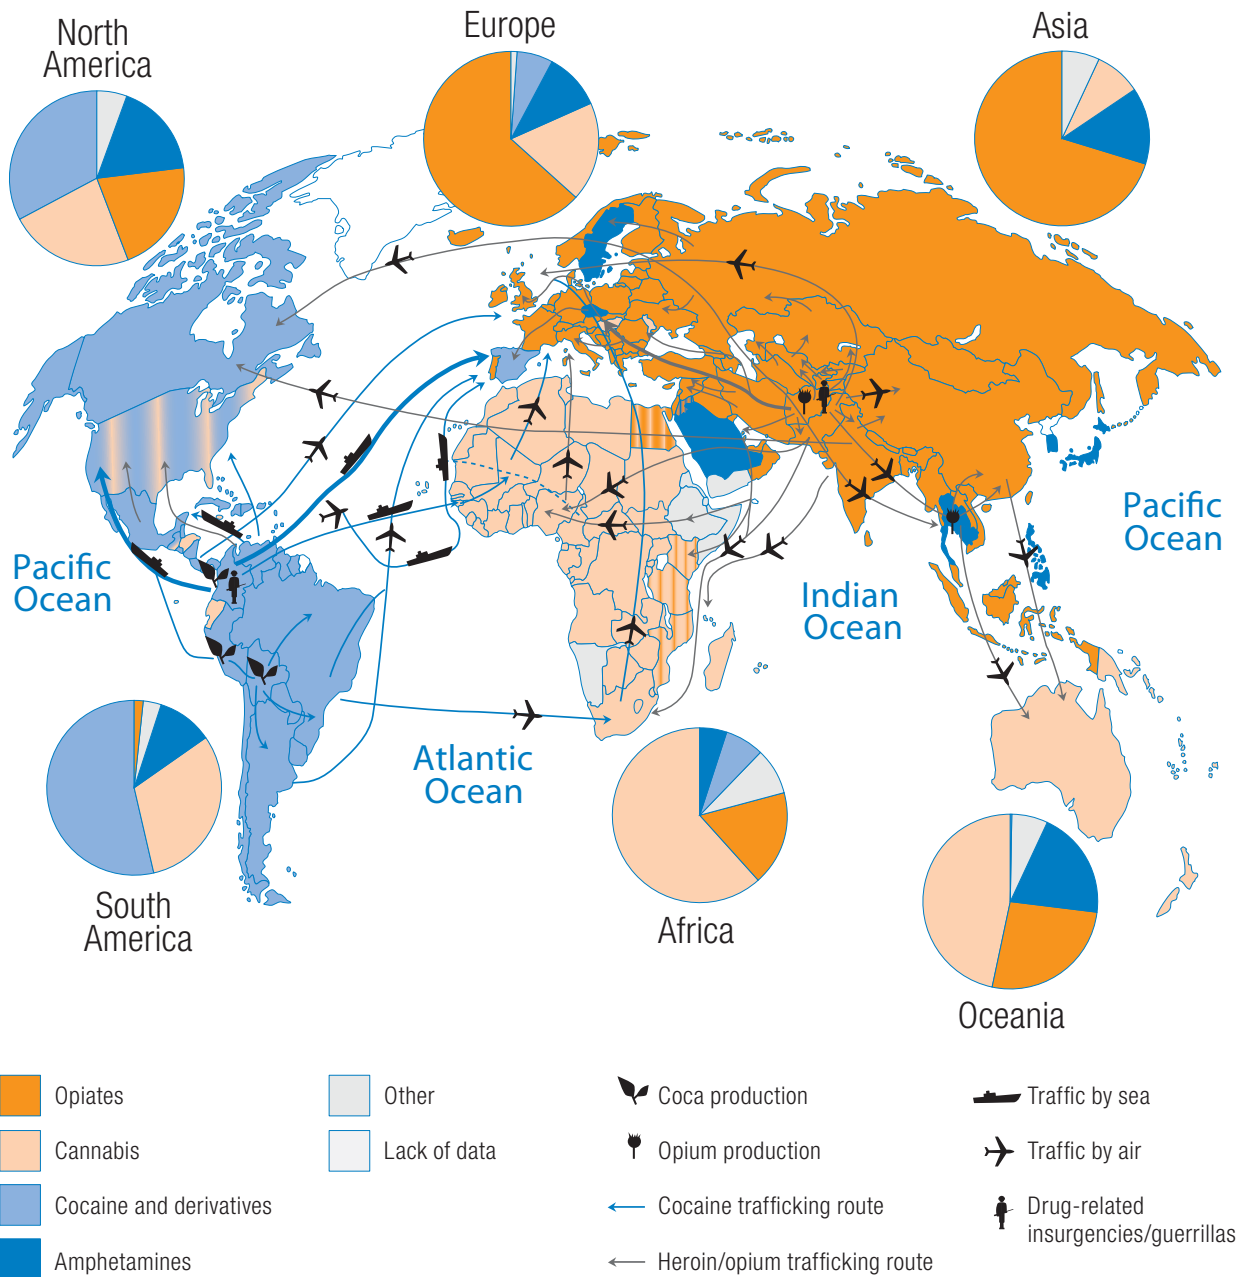 North
America
Europe
Asia
Pacific
Ocean
Pacific
Ocean
Indian
Ocean
Atlantic
Ocean
South
America
Africa
Oceania
Opiates
Cannabis
Cocaine and derivatives
Amphetamines
Other
Lack of data
Coca production
Opium production
Cocaine trafficking route
Heroin/opium trafficking route
Traffic by sea
Traffic by air
Drug-related
insurgencies/guerrillas